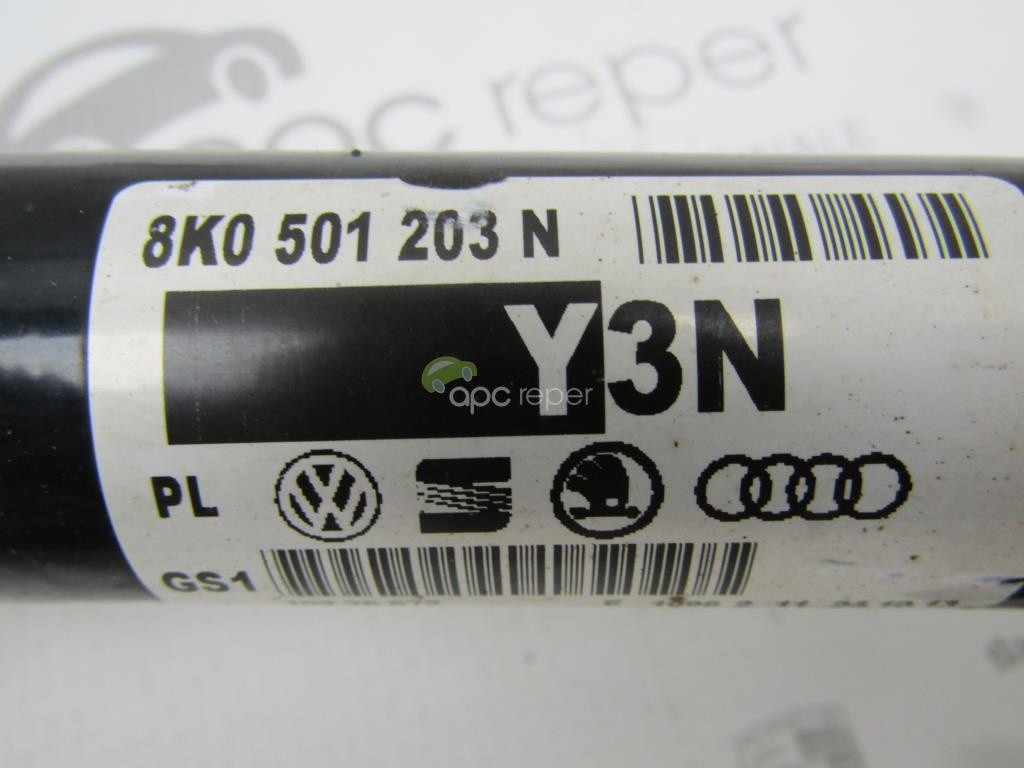 apc reper
8K0 501 203 N
Y3N
apc reper
PL
GS1